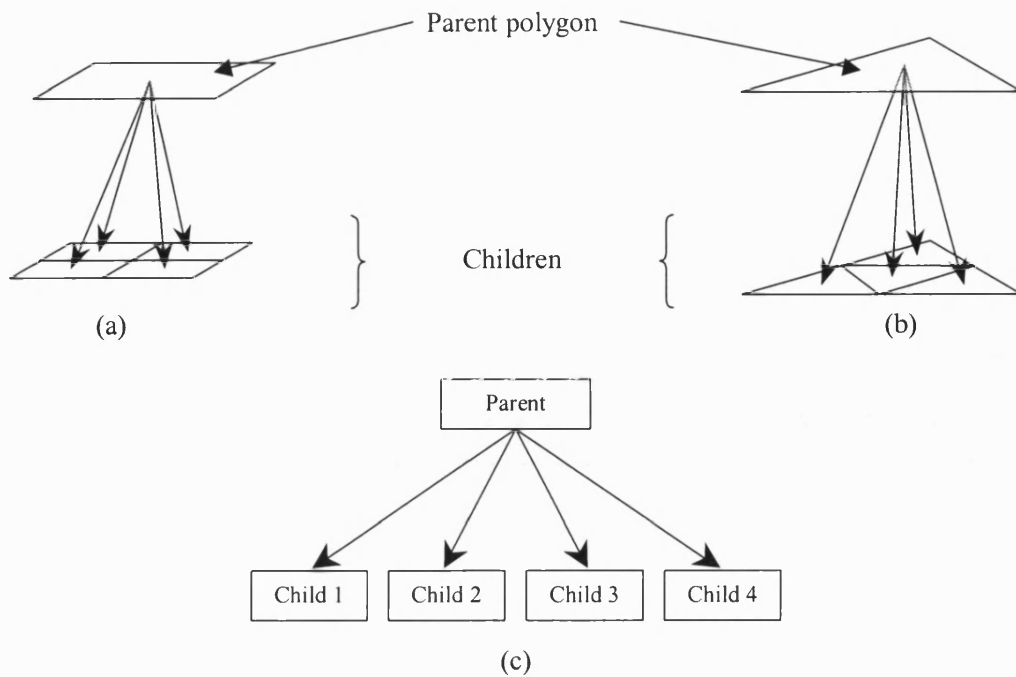 Parent polygon
Children
(a)
(b)
Parent
Child 1
Child 2
Child 3
Child 4
(c)